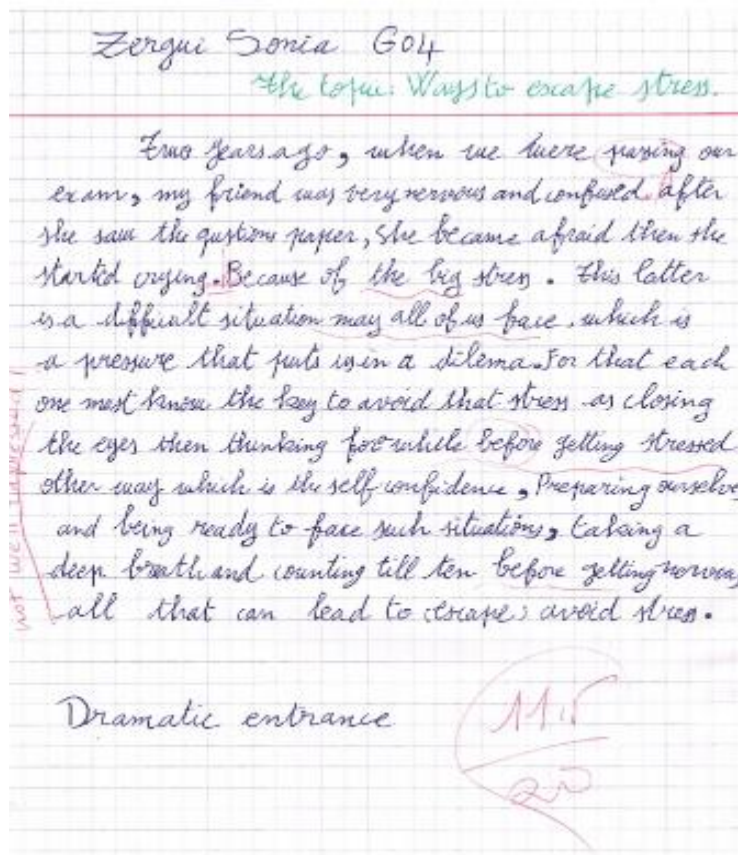 Zergui Sonia G04
The topic: Ways to escape stress.
Two years ago, when we were passing our
exam, my friend was very nervous and confused. after
she saw the qustions paper, she became afraid then she
started crying. Because of the big stress. This latter
is a difficult situation may all of us face, which is
a pressure that puts us in a dilema. For that each
one must know the key to avoid that stress as closing
the eyes then thinking for while before getting stressed
other way which is the self confidence, Preparing ourselve
and being ready to face such situations, taking a
deep breath and counting till ten before getting nervous,
all that can lead to (escape) avoid stress.
not well expressed!
Dramatic entrance
11.5
20